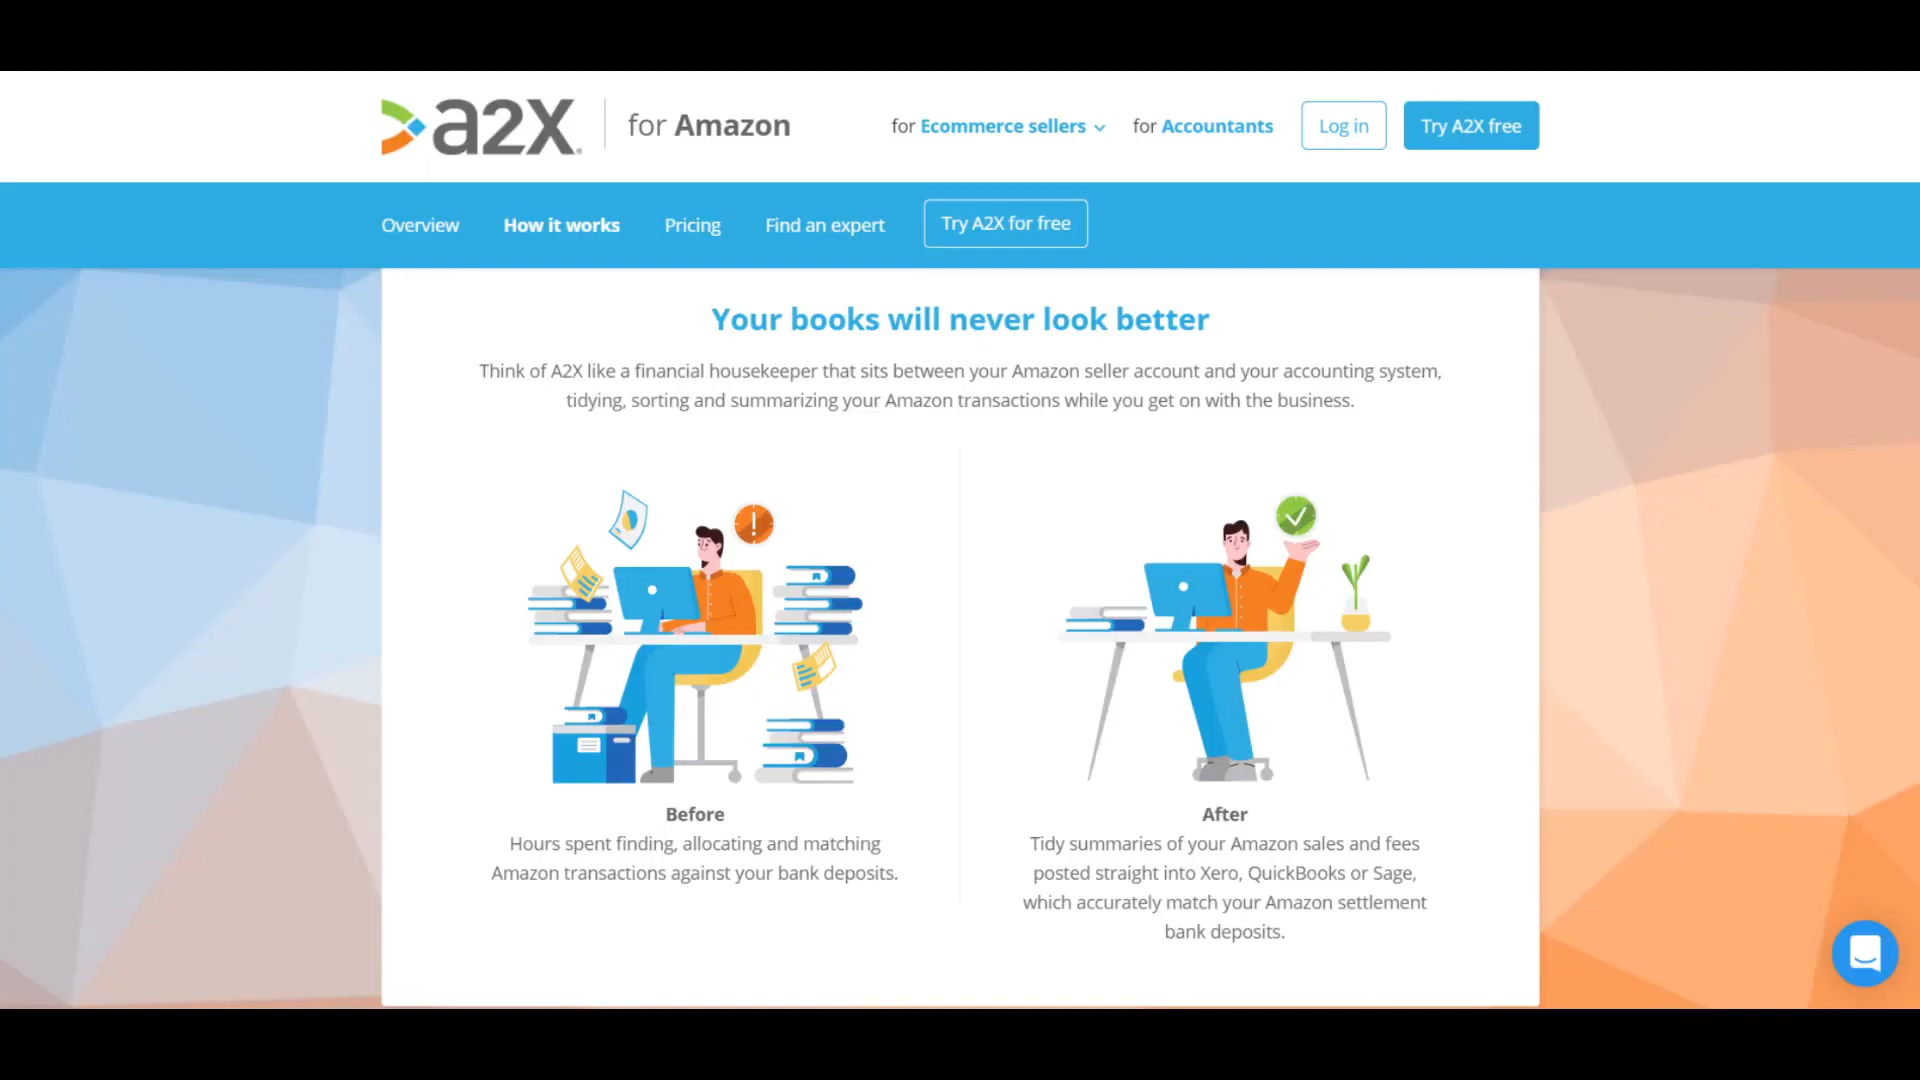 a2X for Amazon
for Ecommerce sellers
for Accountants
Log in
Try A2X free
Overview
How it works
Pricing
Find an expert
Try A2X for free
Your books will never look better
Think of A2X like a financial housekeeper that sits between your Amazon seller account and your accounting system,
tidying, sorting and summarizing your Amazon transactions while you get on with the business.
Before
Hours spent finding, allocating and matching
Amazon transactions against your bank deposits.
After
Tidy summaries of your Amazon sales and fees
posted straight into Xero, QuickBooks or Sage,
which accurately match your Amazon settlement
bank deposits.